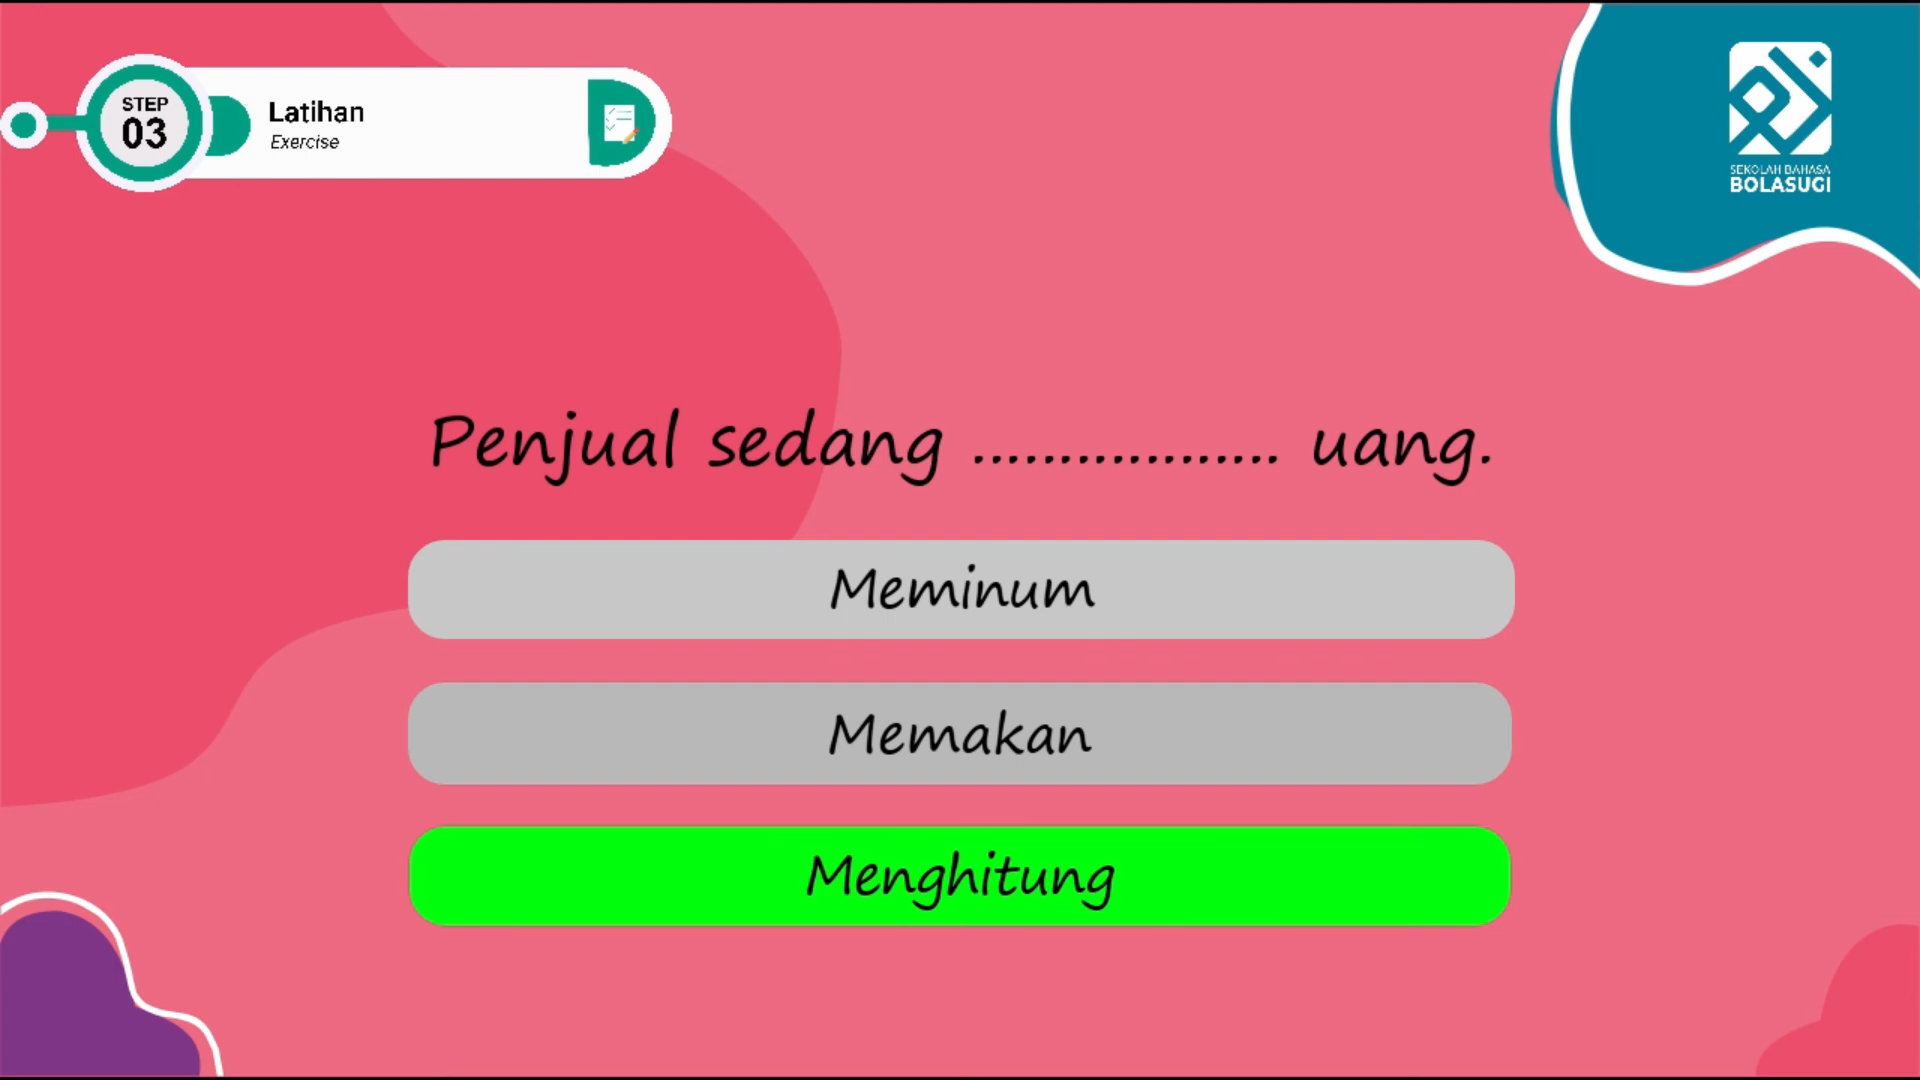 STEP
03
Latihan
Exercise
SEKOLAH BAHASA
BOLASUGI
Penjual sedang .................. uang.
Meminum
Memakan
Menghitung